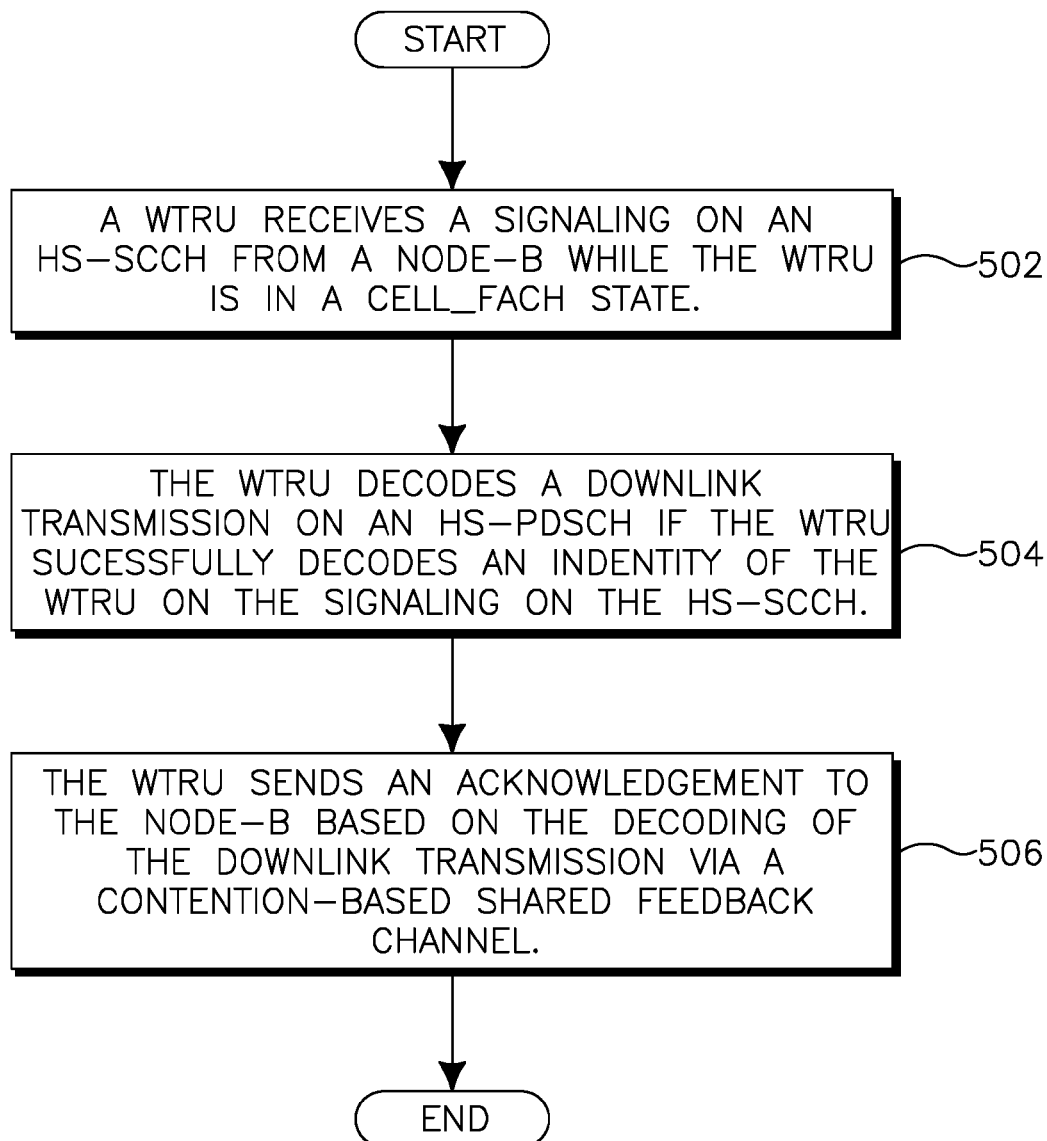 START
A WTRU RECEIVES A SIGNALING ON AN
HS-SCCH FROM A NODE-B WHILE THE WTRU
IS IN A CELL_FACH STATE.
502
THE WTRU DECODES A DOWNLINK
TRANSMISSION ON AN HS-PDSCH IF THE WTRU
SUCESSFULLY DECODES AN INDENTITY OF THE
WTRU ON THE SIGNALING ON THE HS-SCCH.
504
THE WTRU SENDS AN ACKNOWLEDGEMENT TO
THE NODE-B BASED ON THE DECODING OF
THE DOWNLINK TRANSMISSION VIA A
CONTENTION-BASED SHARED FEEDBACK
CHANNEL.
506
END